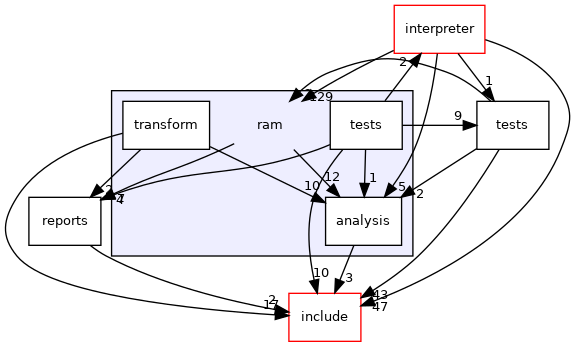 interpreter
2
1
129
transform
ram
tests
9
tests
1
12
10
5
2
2
4
reports
analysis
10
3
2
17
43
47
include